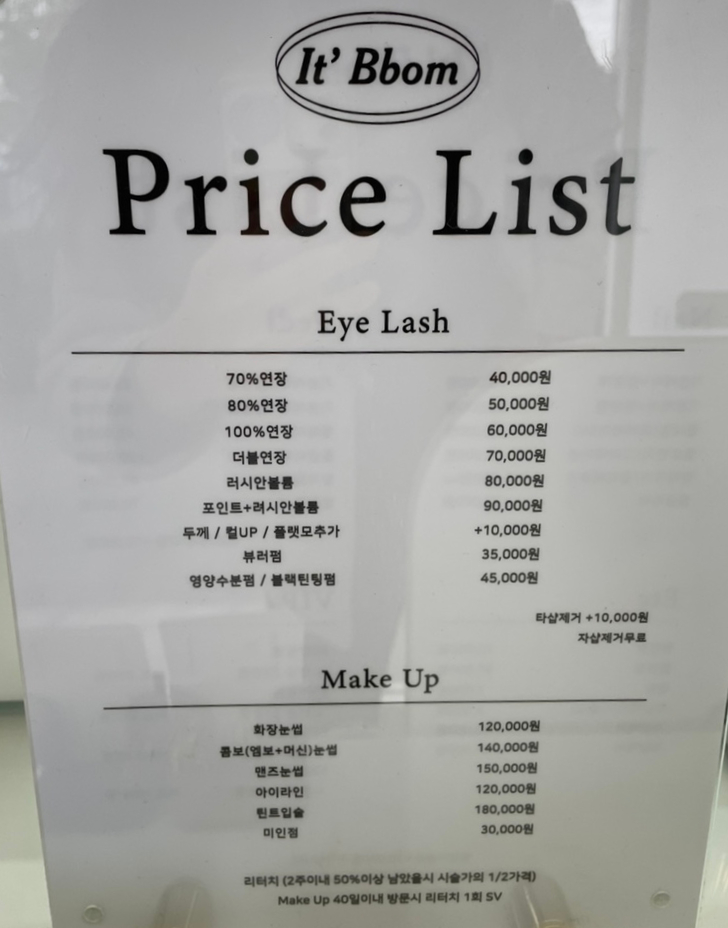 It' Bbom
Price List
Eye Lash
70%연장 40,000원
80%연장 50,000원
100%연장 60,000원
더블연장 70,000원
러시안볼륨 80,000원
포인트+러시안볼륨 90,000원
두께 / 컬UP / 플랫모추가 +10,000원
뷰러펌 35,000원
영양수분펌 / 블랙틴팅펌 45,000원
타샵제거 +10,000원
자샵제거무료
Make Up
화장눈썹 120,000원
콤보(엠보+머신)눈썹 140,000원
맨즈눈썹 150,000원
아이라인 120,000원
틴트입술 180,000원
미인점 30,000원
리터치 (2주이내 50%이상 남았을시 시술가의 1/2가격)
Make Up 40일이내 방문시 리터치 1회 SV